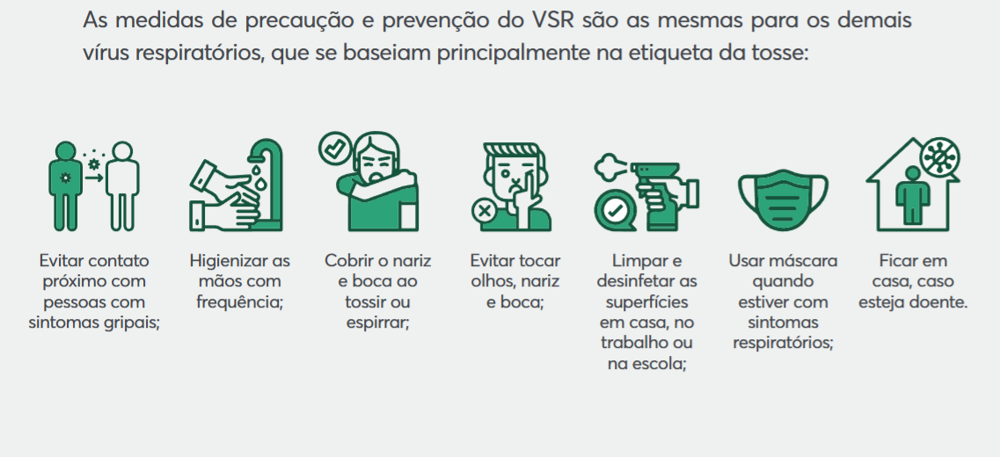 As medidas de precaução e prevenção do VSR são as mesmas para os demais
vírus respiratórios, que se baseiam principalmente na etiqueta da tosse:
Evitar contato
próximo com
pessoas com
sintomas gripais;
Higienizar as
mãos com
frequência;
Cobrir o nariz
e boca ao
tossir ou
espirrar;
Evitar tocar
olhos, nariz
e boca;
Limpar e
desinfetar as
superfícies
em casa, no
trabalho ou
na escola;
Usar máscara
quando
estiver com
sintomas
respiratórios;
Ficar em
casa, caso
esteja doente.